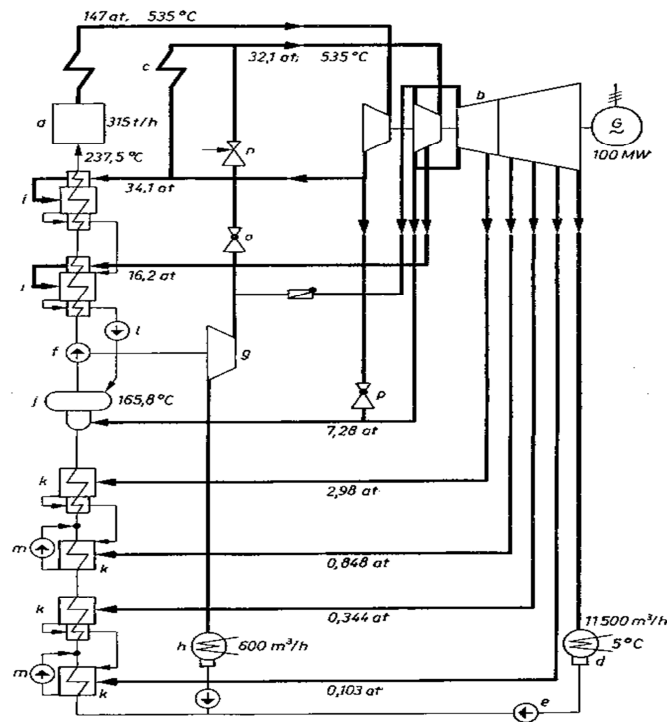 147 at, 535 °C
c
32,1 at, 535 °C
b
a
315 t/h
G
~
100 MW
n
237,5 °C
34,1 at
i
o
16,2 at
i
l
f
g
j
165,8 °C
p
7,28 at
k
2,98 at
m
k
0,848 at
k
0,344 at
11500 m³/h
h
600 m³/h
5 °C
d
m
k
0,103 at
e